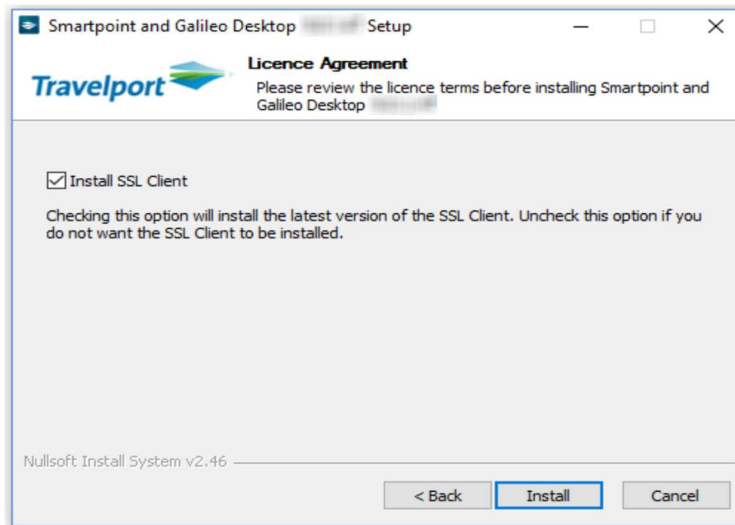 Smartpoint and Galileo Desktop Setup
Travelport
Licence Agreement
Please review the licence terms before installing Smartpoint and
Galileo Desktop
Install SSL Client
Checking this option will install the latest version of the SSL Client. Uncheck this option if you
do not want the SSL Client to be installed.
Nullsoft Install System v2.46
< Back
Install
Cancel